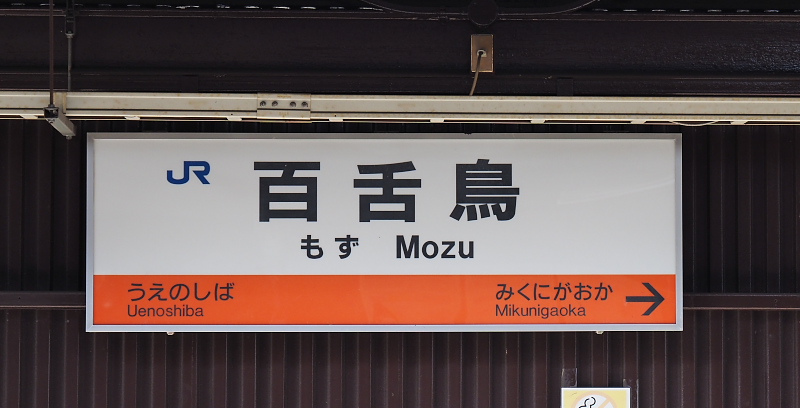 JR 百舌鳥
もず Mozu
うえのしば みくにがおか →
Uenoshiba Mikunigaoka